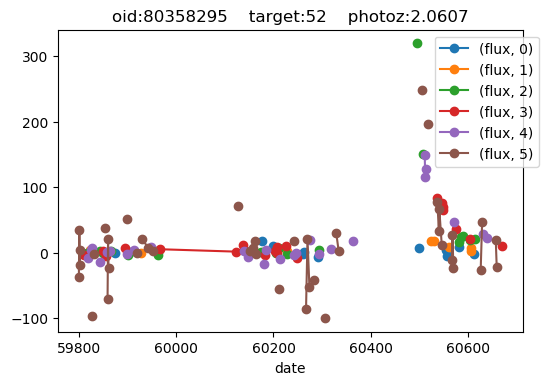 oid:80358295    target:52    photoz:2.0607
300
200
100
0
−100
59800
60000
60200
60400
60600
date
(flux, 0)
(flux, 1)
(flux, 2)
(flux, 3)
(flux, 4)
(flux, 5)